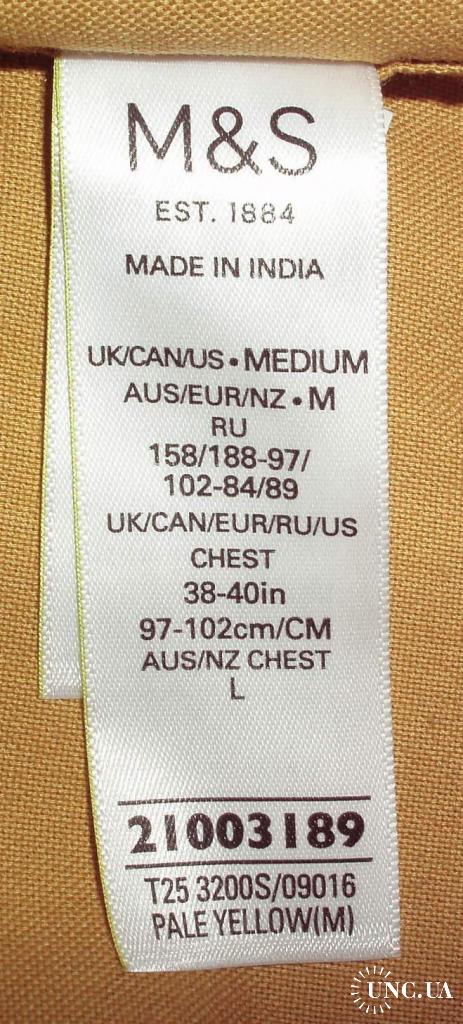 M&S
EST. 1884
MADE IN INDIA
UK/CAN/US • MEDIUM
AUS/EUR/NZ • M
RU
158/188-97/
102-84/89
UK/CAN/EUR/RU/US
CHEST
38-40in
97-102cm/CM
AUS/NZ CHEST
L
21003189
T25 3200S/09016
PALE YELLOW(M)
UNC.UA